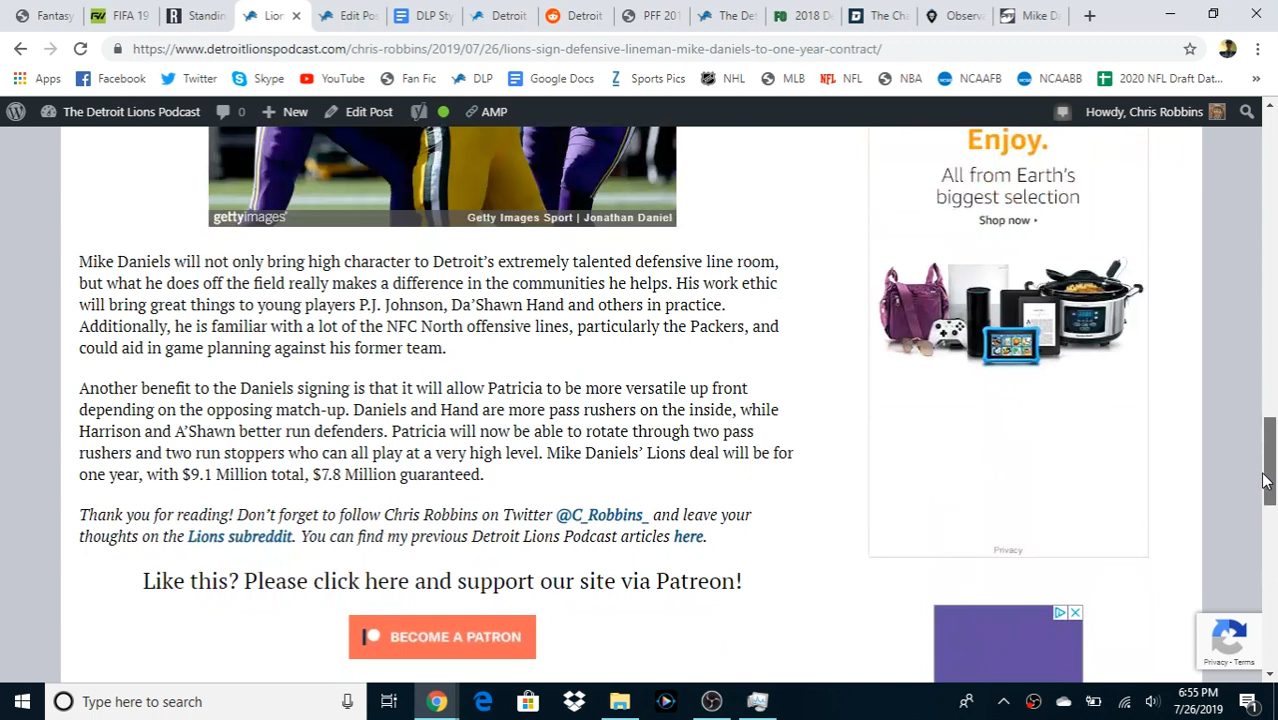 Fantasy FIFA 19 Standin Lion Edit Pos DLP Sty Detroit Detroit PFF 201 The Det 2018 D The Cha Observa Mike Da
https://www.detroitlionspodcast.com/chris-robbins/2019/07/26/lions-sign-defensive-lineman-mike-daniels-to-one-year-contract/
Apps Facebook Twitter Skype YouTube Fan Fic DLP Google Docs Sports Pics NHL MLB NFL NBA NCAAFB NCAABB 2020 NFL Draft Dat...
The Detroit Lions Podcast 0 New Edit Post AMP Howdy, Chris Robbins
Enjoy.
All from Earth's
biggest selection
Shop now
gettyimages® Getty Images Sport | Jonathan Daniel
Mike Daniels will not only bring high character to Detroit's extremely talented defensive line room,
but what he does off the field really makes a difference in the communities he helps. His work ethic
will bring great things to young players P.J. Johnson, Da'Shawn Hand and others in practice.
Additionally, he is familiar with a lot of the NFC North offensive lines, particularly the Packers, and
could aid in game planning against his former team.
Another benefit to the Daniels signing is that it will allow Patricia to be more versatile up front
depending on the opposing match-up. Daniels and Hand are more pass rushers on the inside, while
Harrison and A'Shawn better run defenders. Patricia will now be able to rotate through two pass
rushers and two run stoppers who can all play at a very high level. Mike Daniels' Lions deal will be for
one year, with $9.1 Million total, $7.8 Million guaranteed.
Thank you for reading! Don't forget to follow Chris Robbins on Twitter @C_Robbins_ and leave your
thoughts on the Lions subreddit. You can find my previous Detroit Lions Podcast articles here.
Privacy
Like this? Please click here and support our site via Patreon!
BECOME A PATRON
Privacy - Terms
Type here to search
6:55 PM
7/26/2019
1